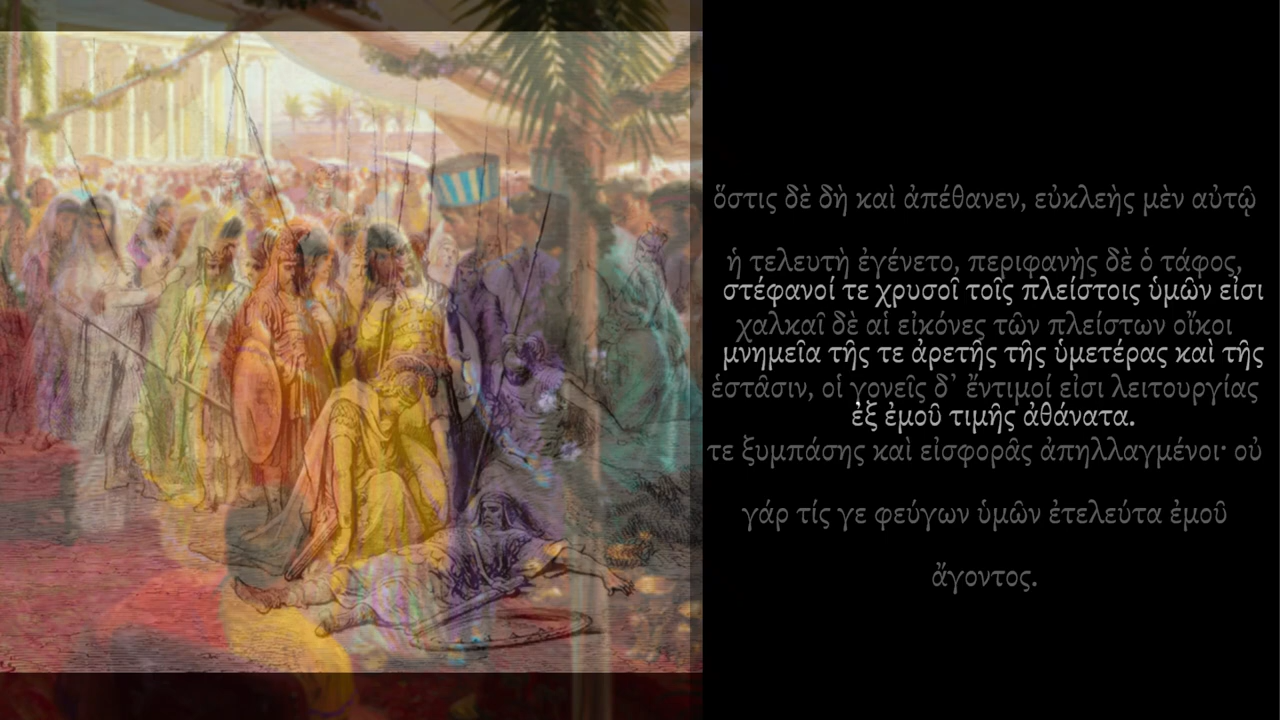 στέφανοί τε χρυσοῖ τοῖς πλείστοις ὑμῶν εἰσι
μνημεῖα τῆς τε ἀρετῆς τῆς ὑμετέρας καὶ τῆς
ἐξ ἐμοῦ τιμῆς ἀθάνατα.
ὅστις δὲ δὴ καὶ ἀπέθανεν, εὐκλεὴς μὲν αὐτῷ
ἡ τελευτὴ ἐγένετο, περιφανὴς δὲ ὁ τάφος,
χαλκαῖ δὲ αἱ εἰκόνες τῶν πλείστων οἴκοι
ἑστᾶσιν, οἱ γονεῖς δ’ ἔντιμοί εἰσι λειτουργίας
τε ξυμπάσης καὶ εἰσφορᾶς ἀπηλλαγμένοι· οὐ
γάρ τίς γε φεύγων ὑμῶν ἐτελεύτα ἐμοῦ
ἄγοντος.